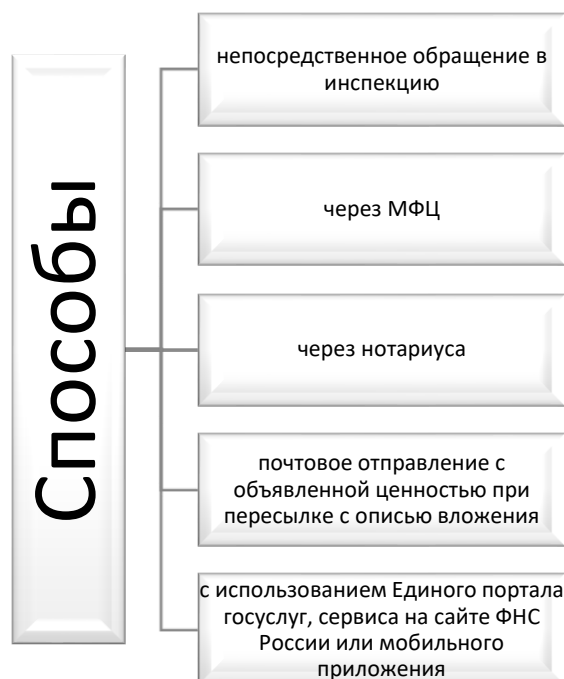 Способы
непосредственное обращение в
инспекцию
через МФЦ
через нотариуса
почтовое отправление с
объявленной ценностью при
пересылке с описью вложения
с использованием Единого портала
госуслуг, сервиса на сайте ФНС
России или мобильного
приложения